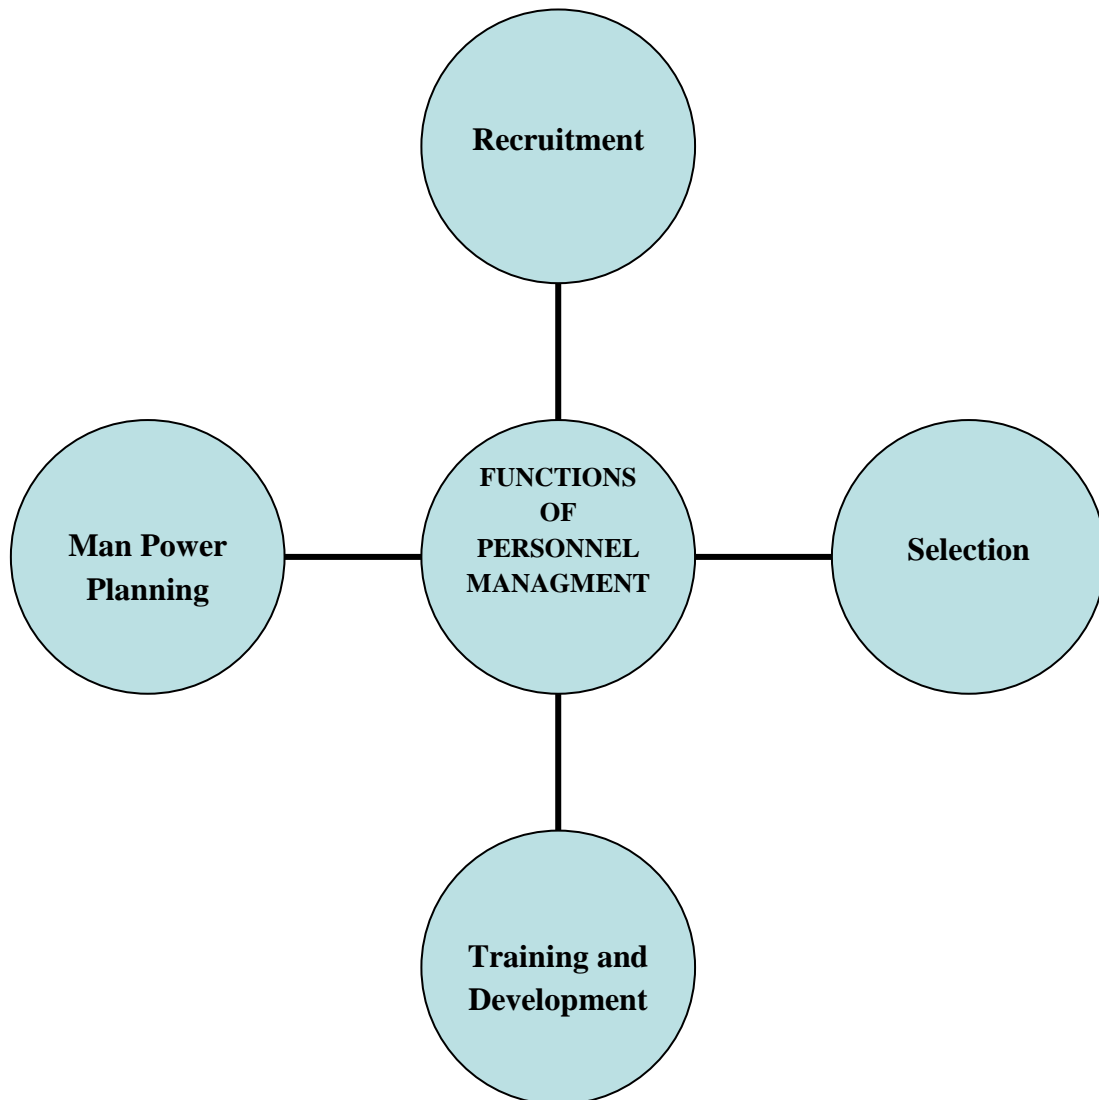 Recruitment
FUNCTIONS
OF
PERSONNEL
MANAGMENT
Man Power
Planning
Selection
Training and
Development